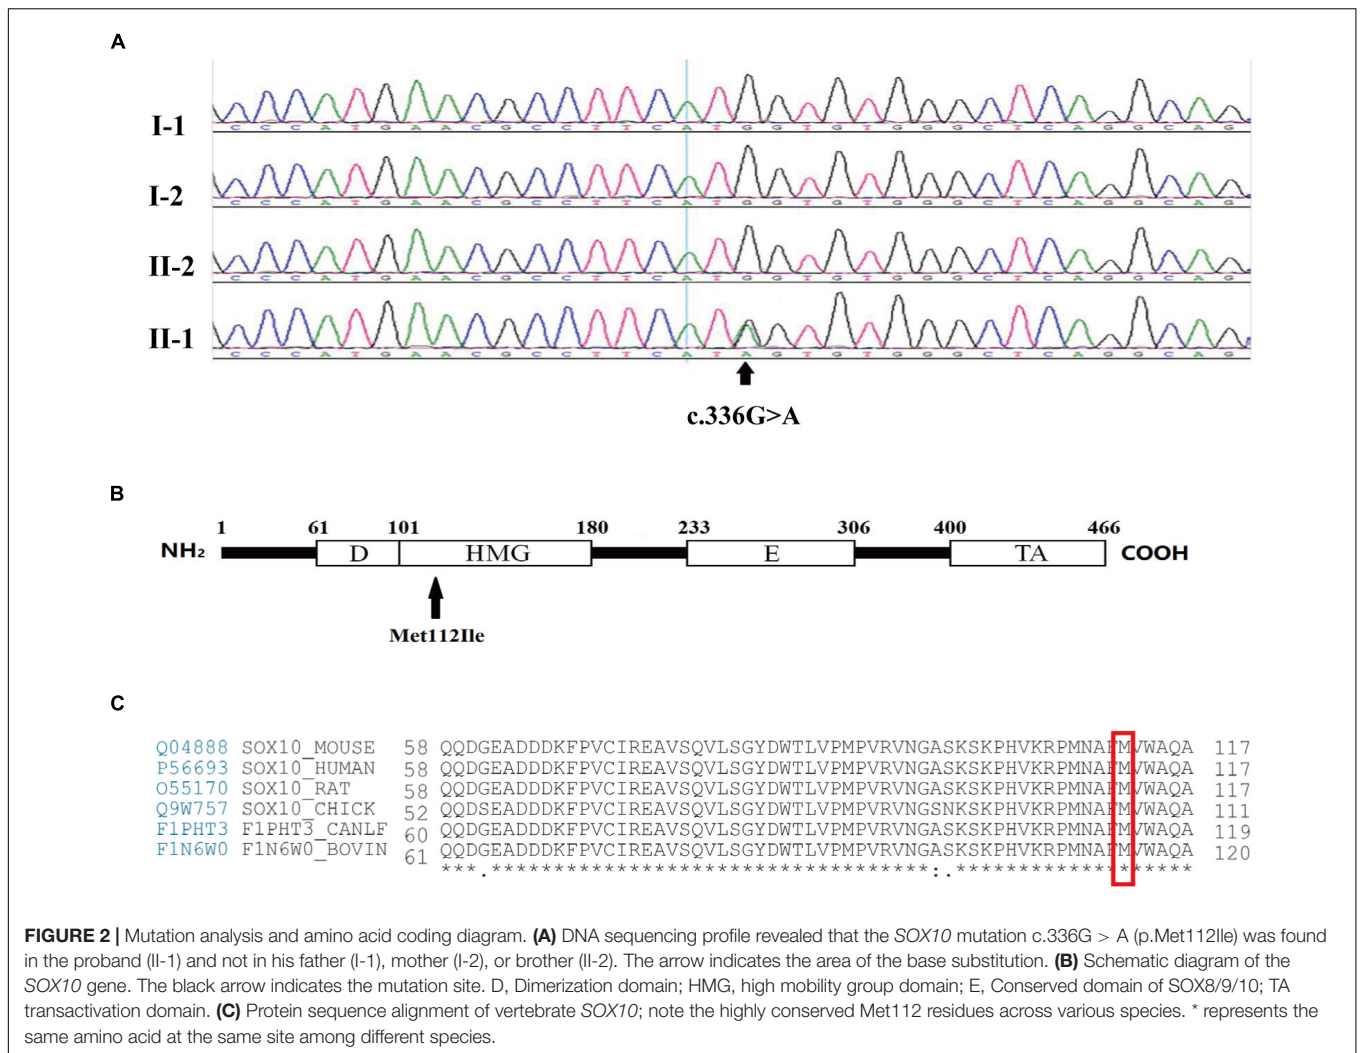 A
I-1
C C C A T G A A C G C C T T C A T G G T G T G G G C T C A G G C A G
I-2
C C C A T G A A C G C C T T C A T G G T G T G G G C T C A G G C A G
II-2
C C C A T G A A C G C C T T C A T G G T G T G G G C T C A G G C A G
II-1
C C C A T G A A C G C C T T C A T A G T G T G G G C T C A G G C A G
c.336G>A
B
1 61 101 180 233 306 400 466
NH₂ D HMG E TA COOH
Met112Ile
C
Q04888 SOX10_MOUSE 58 QQDGEADDDKFPVCIREAVSQVLSGYDWTLVPMPVRVNGASKSKPHVKRPMNAFMVWAQA 117
P56693 SOX10_HUMAN 58 QQDGEADDDKFPVCIREAVSQVLSGYDWTLVPMPVRVNGASKSKPHVKRPMNAFMVWAQA 117
O55170 SOX10_RAT 58 QQDGEADDDKFPVCIREAVSQVLSGYDWTLVPMPVRVNGASKSKPHVKRPMNAFMVWAQA 117
Q9W757 SOX10_CHICK 52 QQDSEADDDKFPVCIREAVSQVLSGYDWTLVPMPVRVNGSNKSKPHVKRPMNAFMVWAQA 111
F1PHT3 F1PHT3_CANLF 60 QQDGEADDDKFPVCIREAVSQVLSGYDWTLVPMPVRVNGASKSKPHVKRPMNAFMVWAQA 119
F1N6W0 F1N6W0_BOVIN 61 QQDGEADDDKFPVCIREAVSQVLSGYDWTLVPMPVRVNGASKSKPHVKRPMNAFMVWAQA 120
***.***********************************:.*******************
FIGURE 2 | Mutation analysis and amino acid coding diagram. (A) DNA sequencing profile revealed that the SOX10 mutation c.336G > A (p.Met112Ile) was found
in the proband (II-1) and not in his father (I-1), mother (I-2), or brother (II-2). The arrow indicates the area of the base substitution. (B) Schematic diagram of the
SOX10 gene. The black arrow indicates the mutation site. D, Dimerization domain; HMG, high mobility group domain; E, Conserved domain of SOX8/9/10; TA
transactivation domain. (C) Protein sequence alignment of vertebrate SOX10; note the highly conserved Met112 residues across various species. * represents the
same amino acid at the same site among different species.